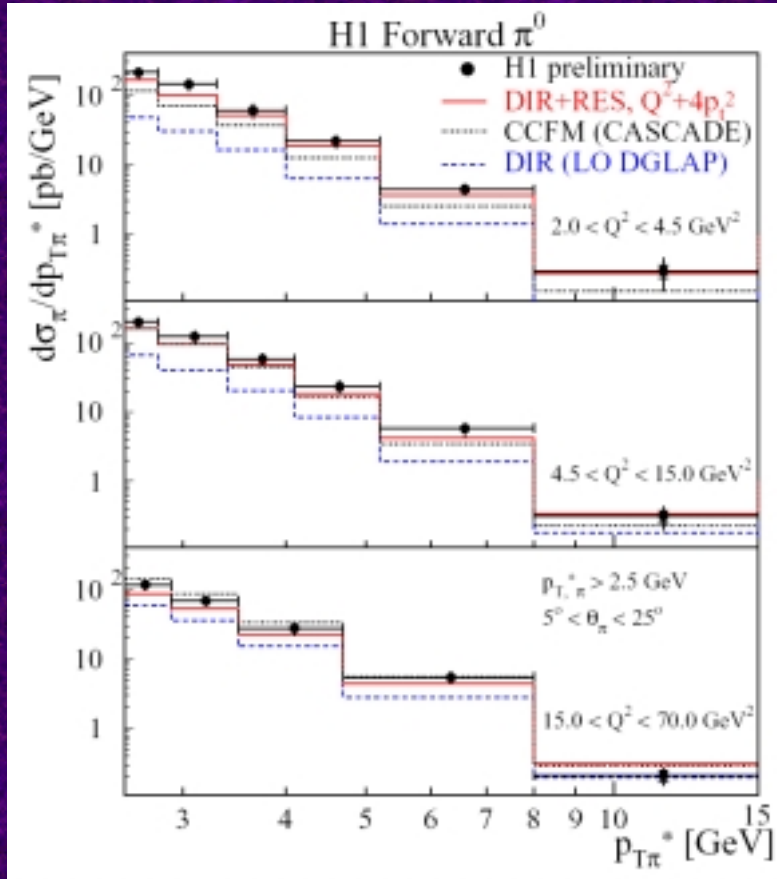 H1 Forward π⁰
dσ_π/dp_Tπ* [pb/GeV]
H1 preliminary
DIR+RES, Q²+4p_t²
CCFM (CASCADE)
DIR (LO DGLAP)
10²
10
1
2.0 < Q² < 4.5 GeV²
10²
10
1
4.5 < Q² < 15.0 GeV²
10²
10
1
p_T,π* > 2.5 GeV
5° < θ_π < 25°
15.0 < Q² < 70.0 GeV²
3 4 5 6 7 8 9 10 15
p_Tπ* [GeV]